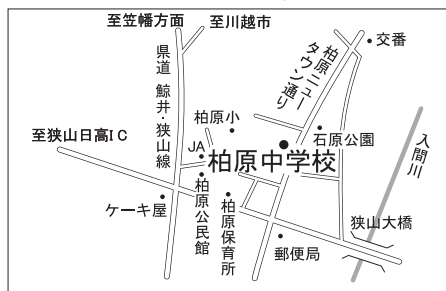 至笠幡方面
至川越市
交番
県道 鯨井・狭山線
柏原ニュー
タウン通り
柏原小
石原公園
入間川
至狭山日高IC
JA
柏原中学校
ケーキ屋
柏原公民館
柏原保育所
狭山大橋
郵便局